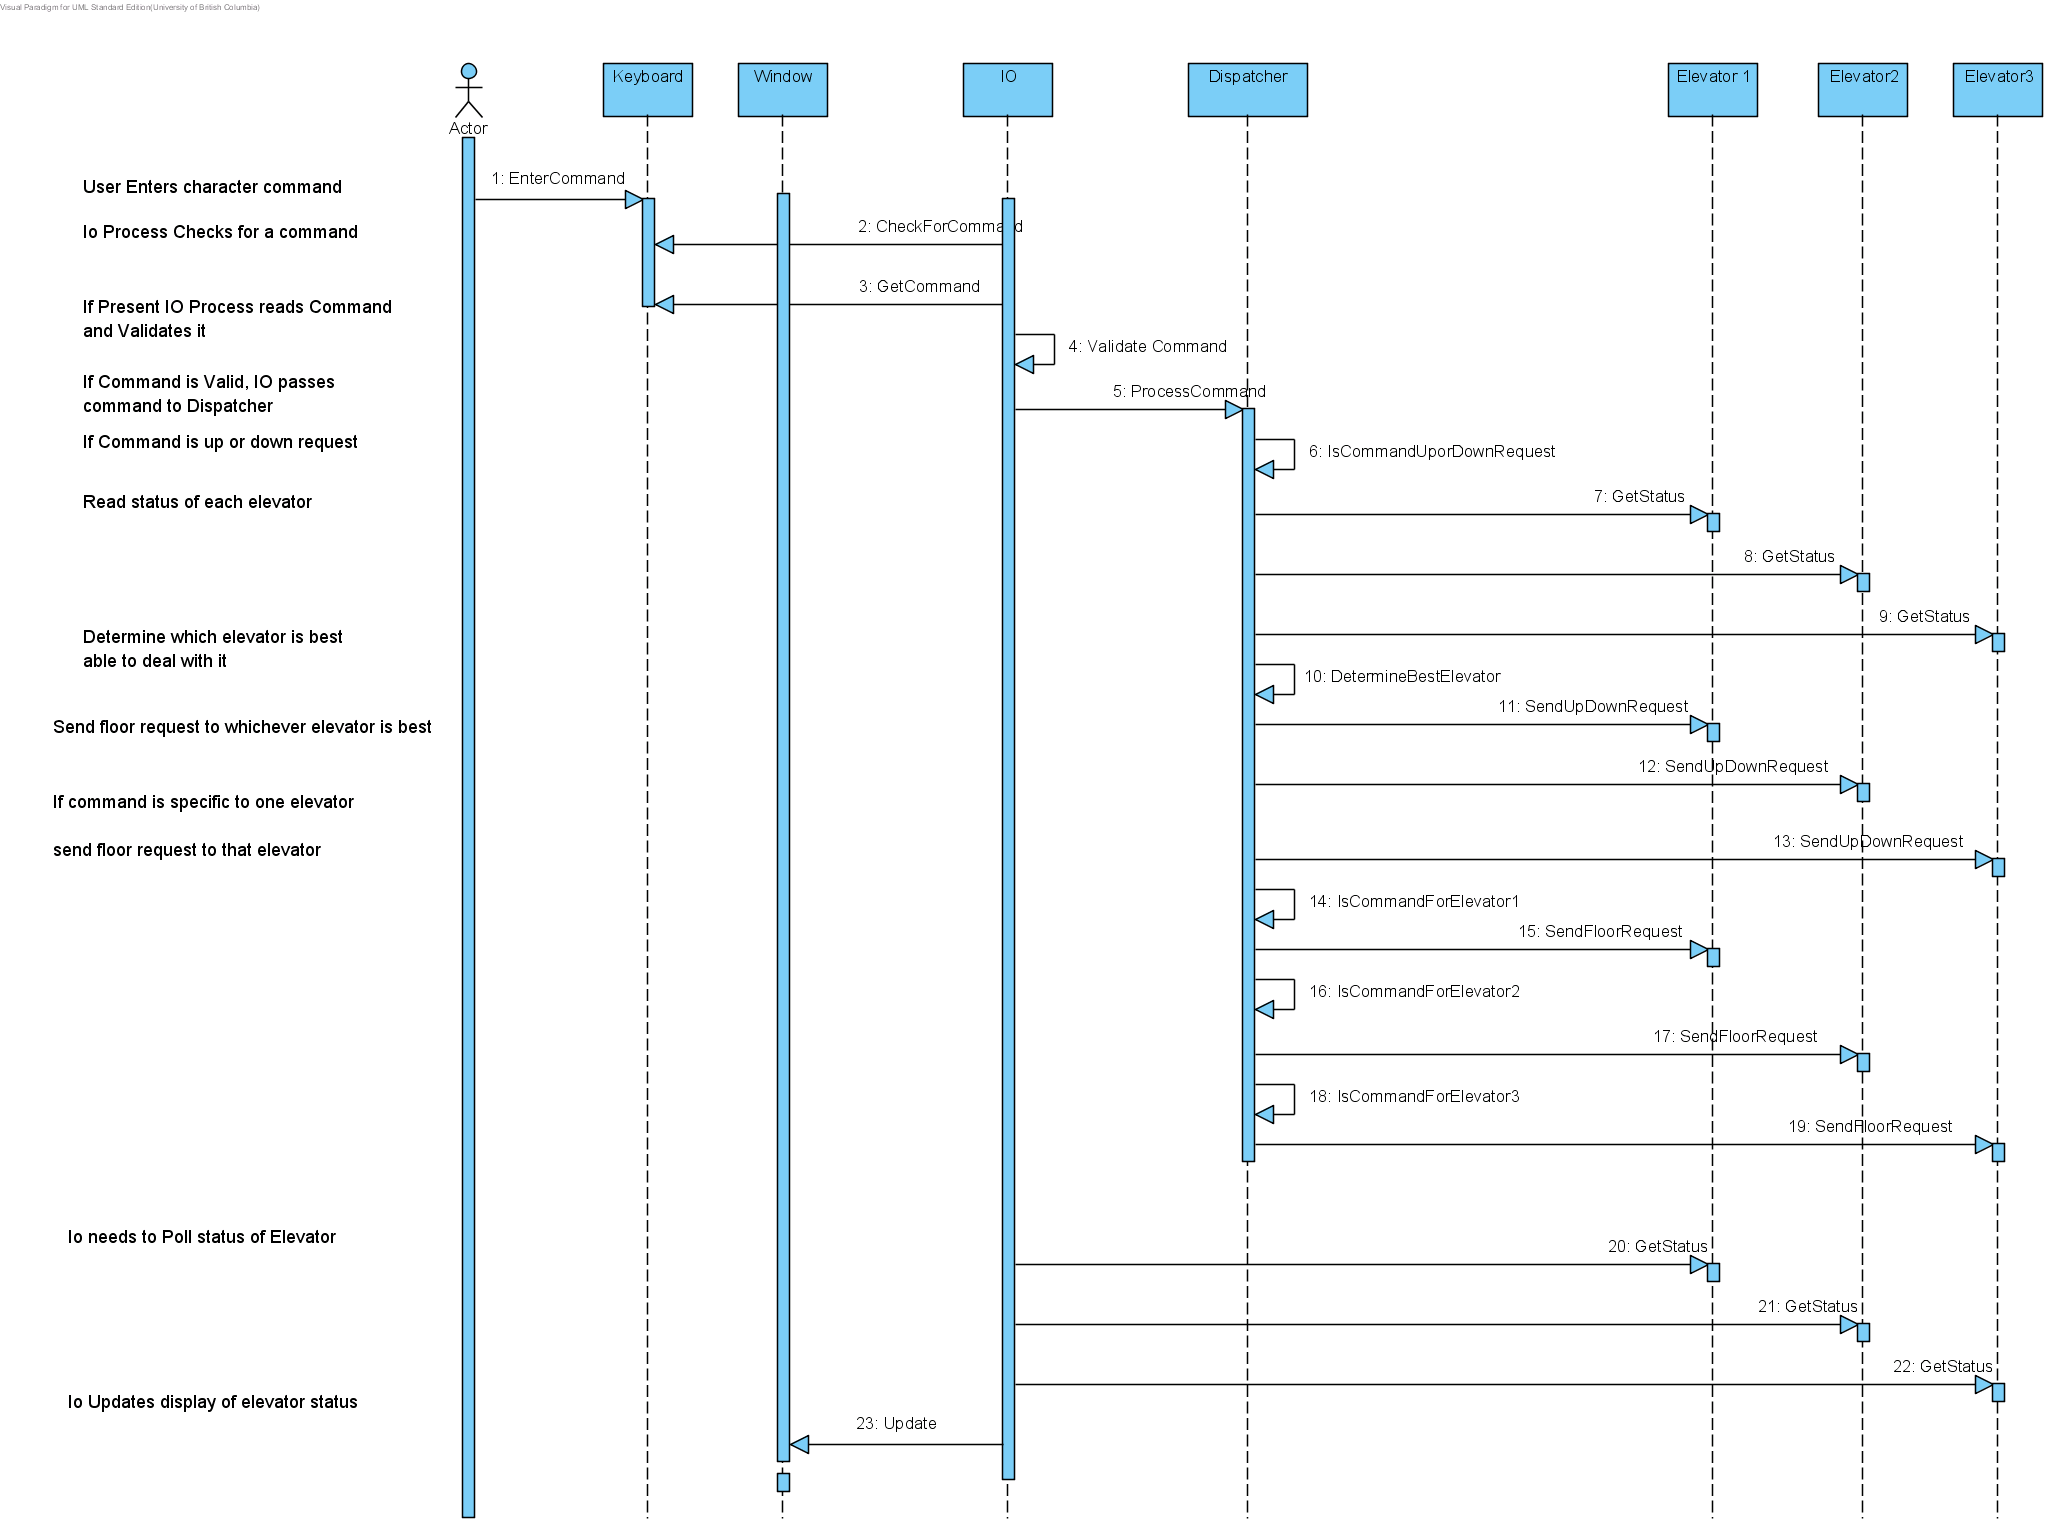 Visual Paradigm for UML Standard Edition(University of British Columbia)
Keyboard
Window
IO
Dispatcher
Elevator 1
Elevator2
Elevator3
Actor
1: EnterCommand
User Enters character command
2: CheckForCommand
Io Process Checks for a command
3: GetCommand
If Present IO Process reads Command
and Validates it
4: Validate Command
If Command is Valid, IO passes
command to Dispatcher
5: ProcessCommand
If Command is up or down request
6: IsCommandUporDownRequest
7: GetStatus
Read status of each elevator
8: GetStatus
9: GetStatus
Determine which elevator is best
able to deal with it
10: DetermineBestElevator
11: SendUpDownRequest
Send floor request to whichever elevator is best
12: SendUpDownRequest
If command is specific to one elevator
13: SendUpDownRequest
send floor request to that elevator
14: IsCommandForElevator1
15: SendFloorRequest
16: IsCommandForElevator2
17: SendFloorRequest
18: IsCommandForElevator3
19: SendFloorRequest
Io needs to Poll status of Elevator
20: GetStatus
21: GetStatus
22: GetStatus
Io Updates display of elevator status
23: Update